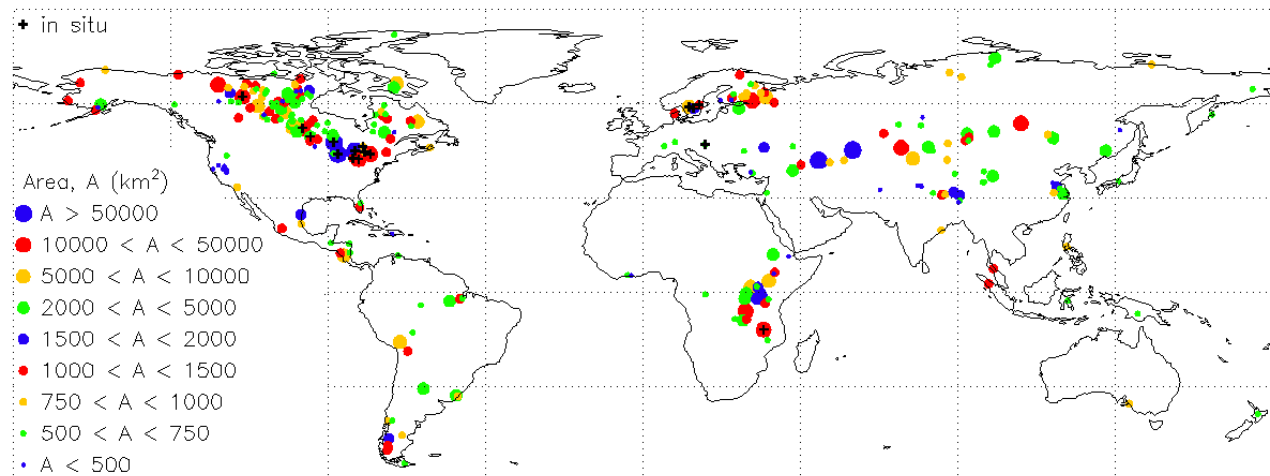 + in situ
Area, A (km²)
A > 50000
10000 < A < 50000
5000 < A < 10000
2000 < A < 5000
1500 < A < 2000
1000 < A < 1500
750 < A < 1000
500 < A < 750
A < 500